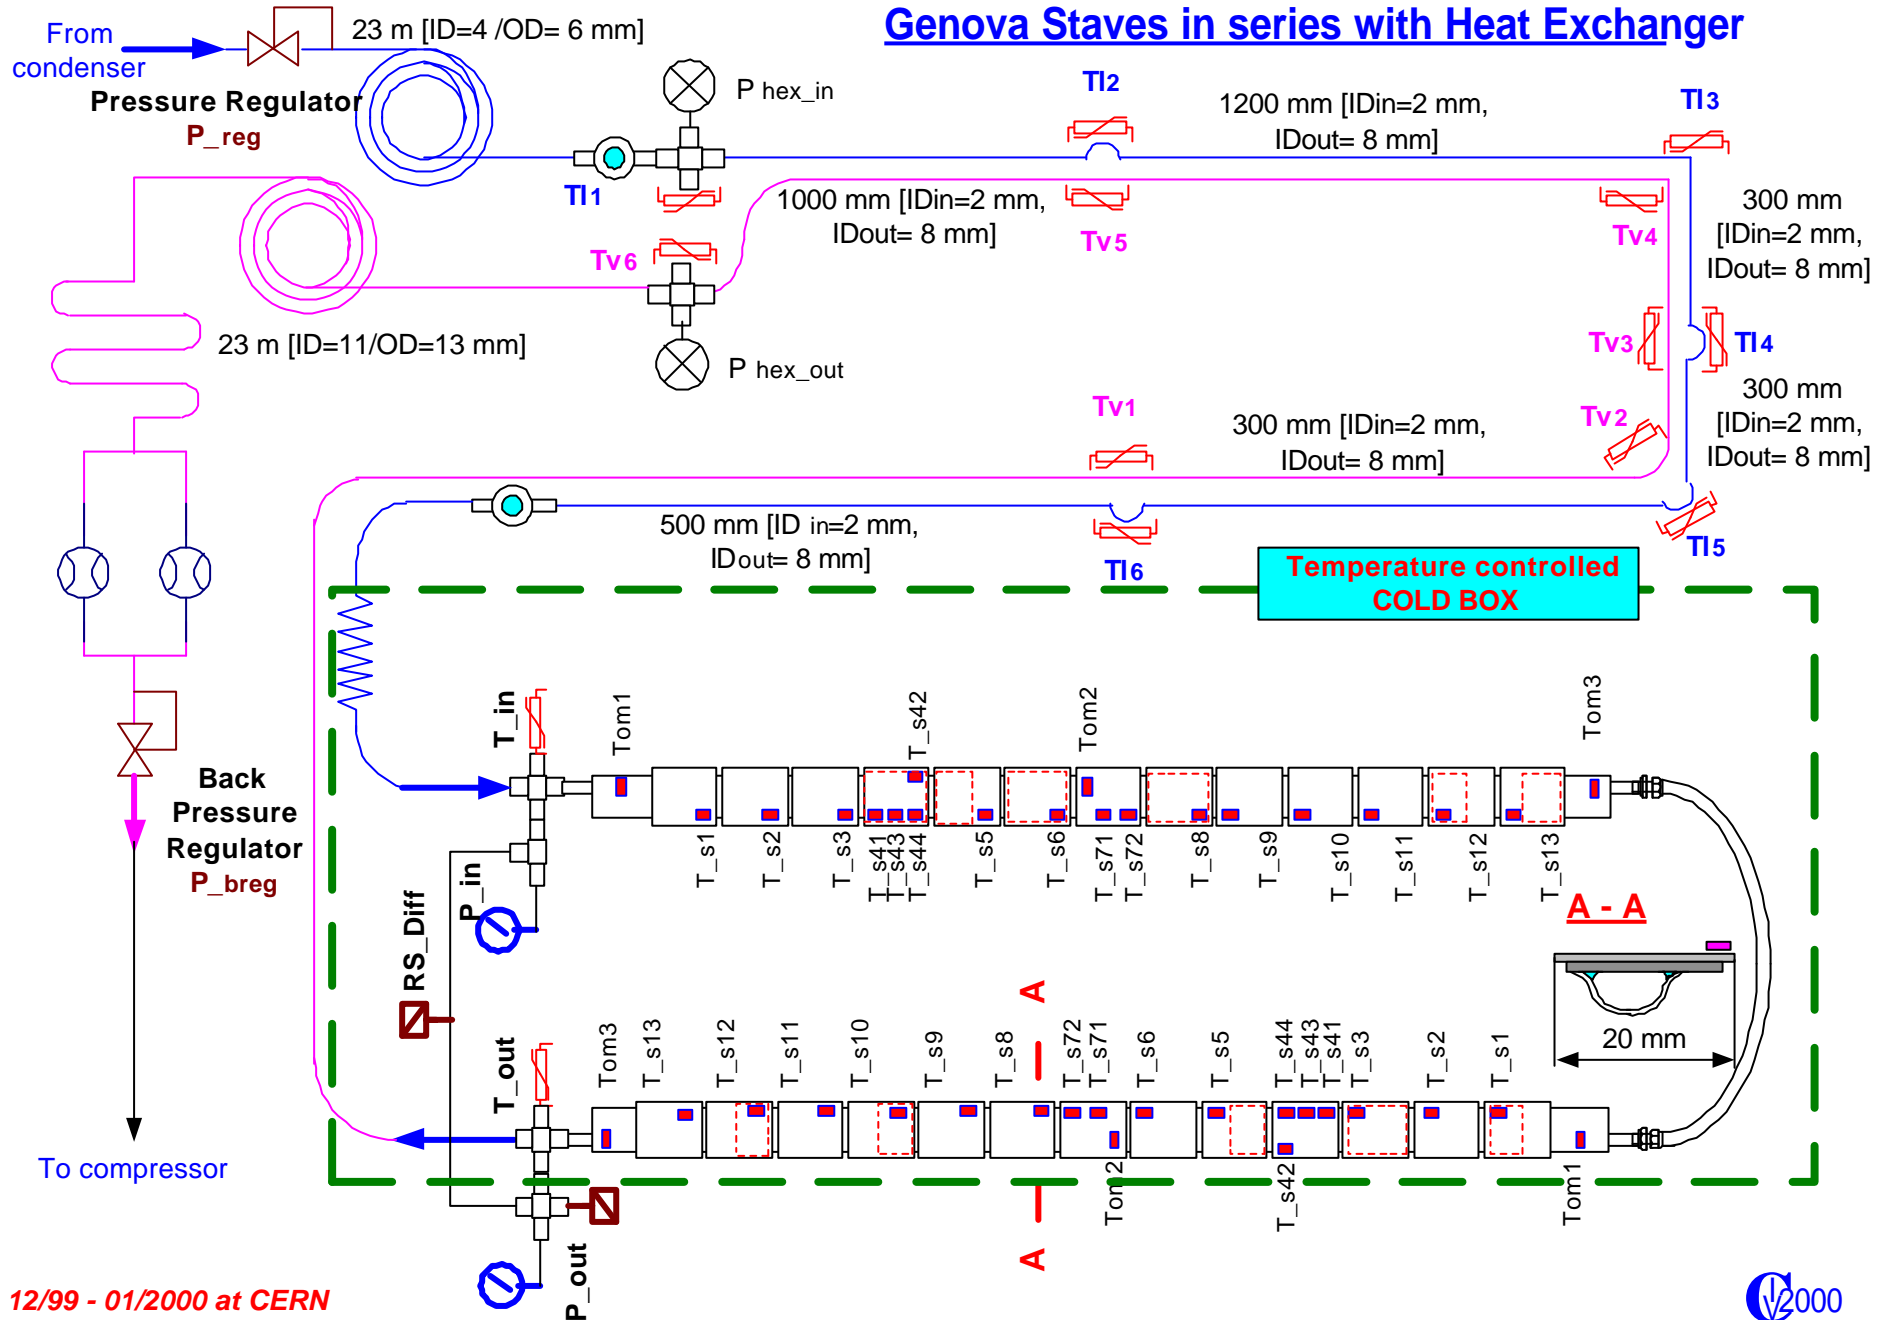 Genova Staves in series with Heat Exchanger
From
condenser
23 m [ID=4 /OD= 6 mm]
Pressure Regulator
P_reg
P hex_in
Tl1
Tl2
1200 mm [IDin=2 mm,
IDout= 8 mm]
Tl3
1000 mm [IDin=2 mm,
IDout= 8 mm]
Tv5
Tv4
300 mm
[IDin=2 mm,
IDout= 8 mm]
Tv6
23 m [ID=11/OD=13 mm]
P hex_out
Tv3
Tl4
Tv1
300 mm [IDin=2 mm,
IDout= 8 mm]
Tv2
300 mm
[IDin=2 mm,
IDout= 8 mm]
500 mm [ID in=2 mm,
IDout= 8 mm]
Tl6
Tl5
Temperature controlled
COLD BOX
T_in
Tom1
T_s42
Tom2
Tom3
Back
Pressure
Regulator
P_breg
T_s1
T_s2
T_s3
T_s41
T_s43
T_s44
T_s5
T_s6
T_s71
T_s72
T_s8
T_s9
T_s10
T_s11
T_s12
T_s13
P_in
RS_Diff
A - A
20 mm
A
T_out
Tom3
T_s13
T_s12
T_s11
T_s10
T_s9
T_s8
T_s72
T_s71
T_s6
T_s5
T_s44
T_s43
T_s41
T_s3
T_s2
T_s1
To compressor
Tom2
T_s42
Tom1
A
P_out
12/99 - 01/2000 at CERN
2000